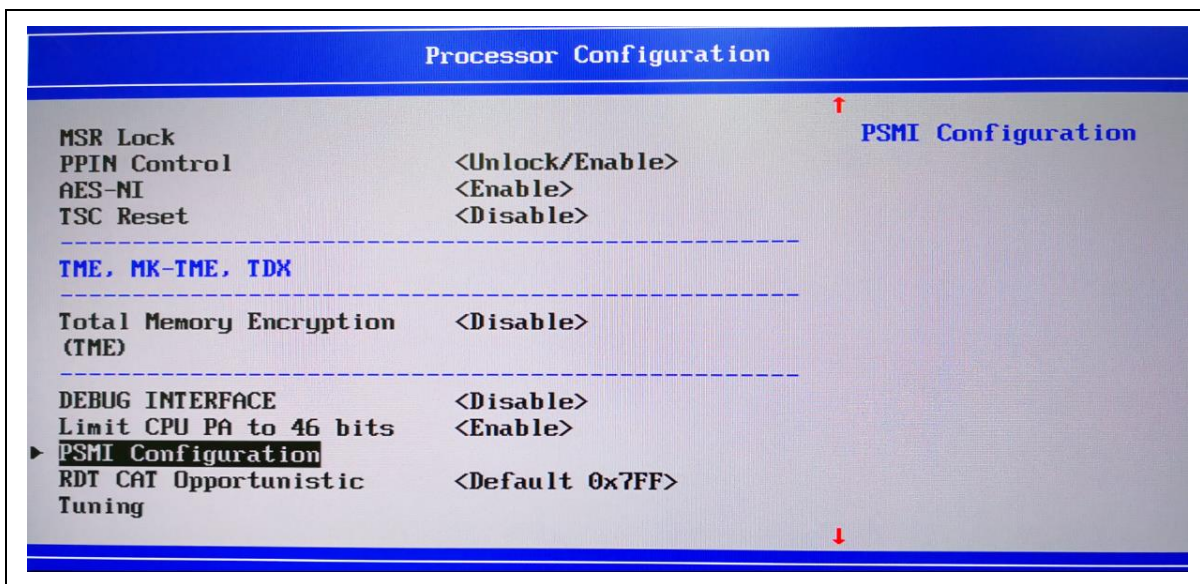 Processor Configuration
MSR Lock
PPIN Control <Unlock/Enable>
AES-NI <Enable>
TSC Reset <Disable>
TME, MK-TME, TDX
Total Memory Encryption <Disable>
(TME)
DEBUG INTERFACE <Disable>
Limit CPU PA to 46 bits <Enable>
PSMI Configuration
RDT CAT Opportunistic <Default 0x7FF>
Tuning
PSMI Configuration